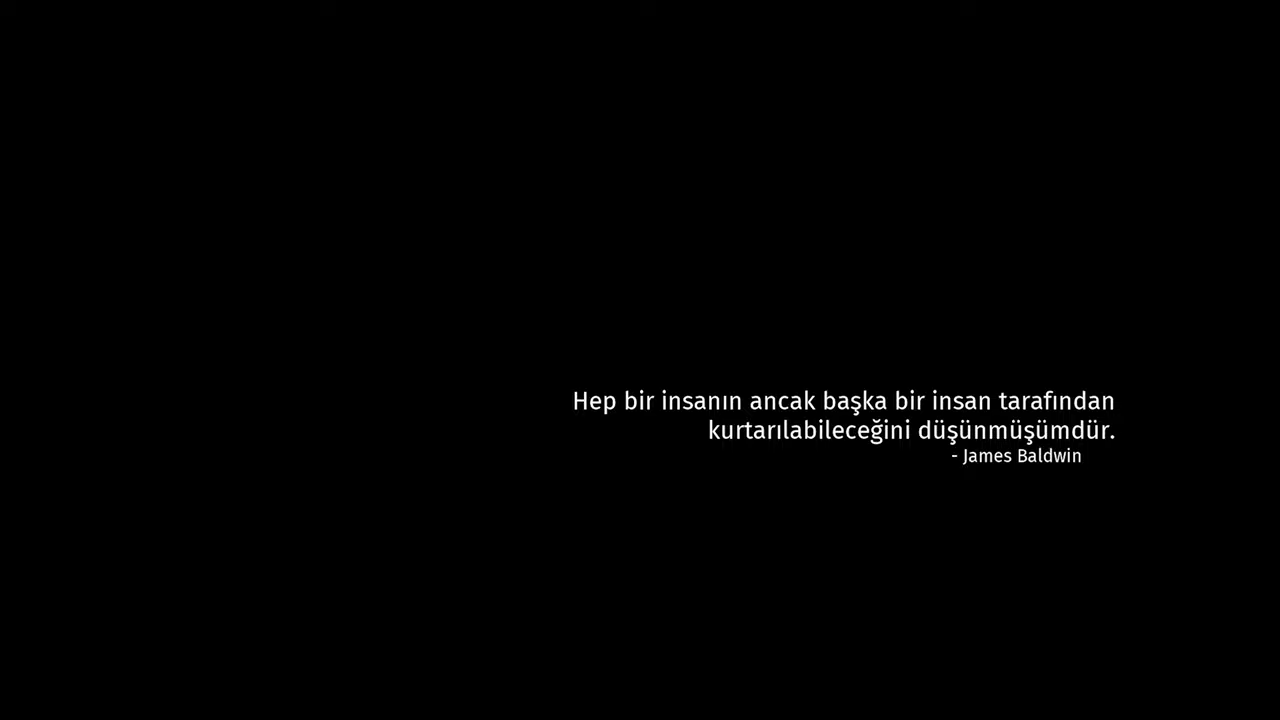 Hep bir insanın ancak başka bir insan tarafından
kurtarılabileceğini düşünmüşümdür.
- James Baldwin